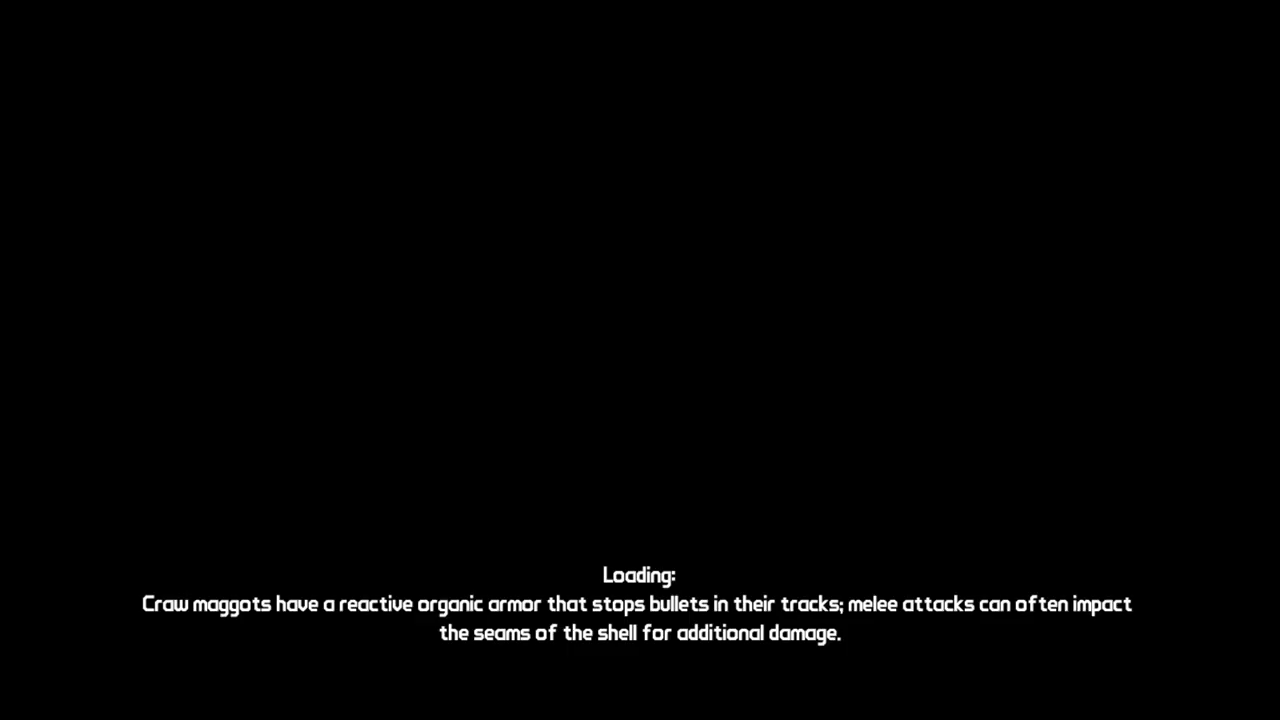 Loading:
Craw maggots have a reactive organic armor that stops bullets in their tracks; melee attacks can often impact
the seams of the shell for additional damage.